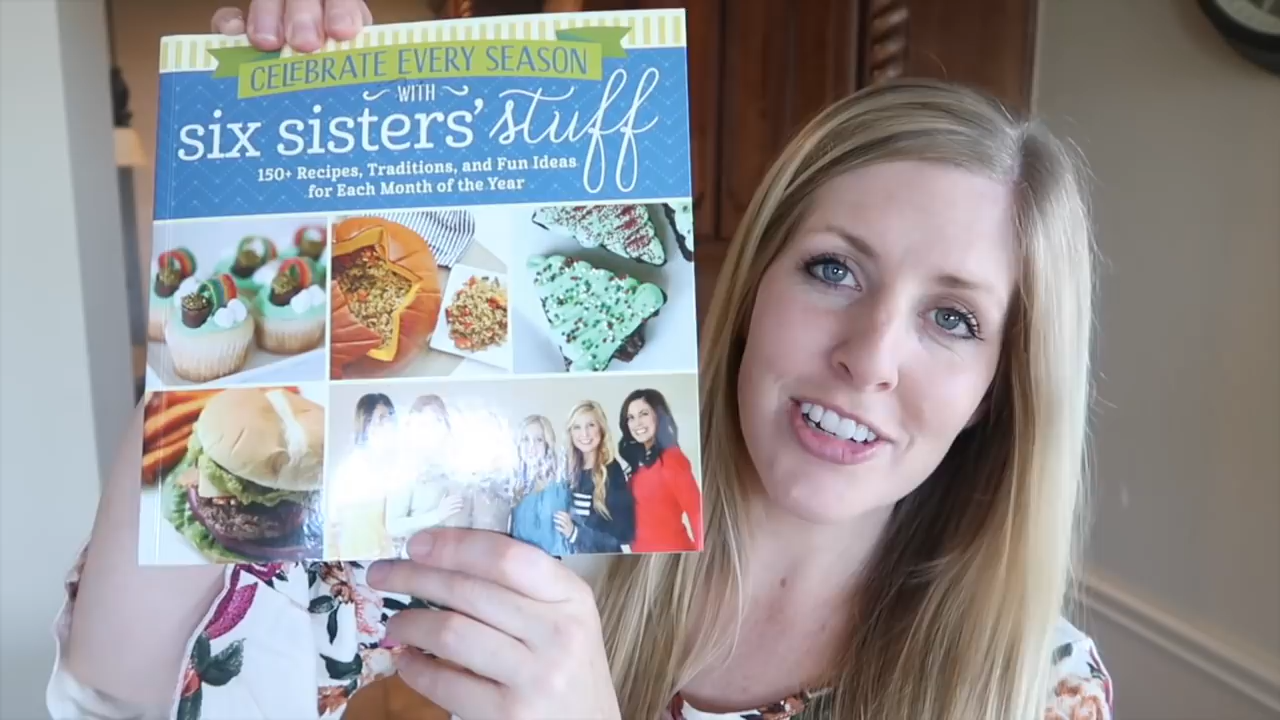 CELEBRATE EVERY SEASON
WITH
six sisters' stuff
150+ Recipes, Traditions, and Fun Ideas
for Each Month of the Year